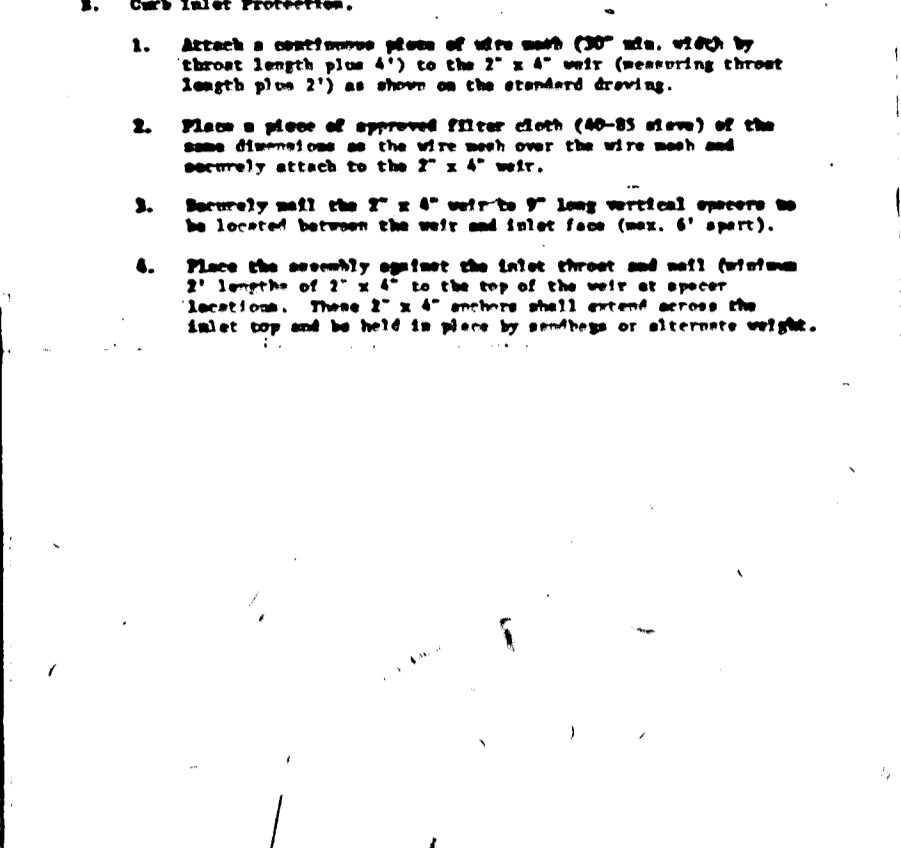 B. Curb Inlet Protection.
1. Attach a continuous piece of wire mesh (30" min. width by
throat length plus 4') to the 2" x 4" weir (measuring throat
length plus 2') as shown on the standard drawing.
2. Place a piece of approved filter cloth (40-85 sieve) of the
same dimensions as the wire mesh over the wire mesh and
securely attach to the 2" x 4" weir.
3. Securely nail the 2" x 4" weir to 9" long vertical spacers to
be located between the weir and inlet face (max. 6' apart).
4. Place the assembly against the inlet throat and nail (minimum
2' lengths of 2" x 4" to the top of the weir at spacer
locations. These 2" x 4" anchors shall extend across the
inlet top and be held in place by sandbags or alternate weight.